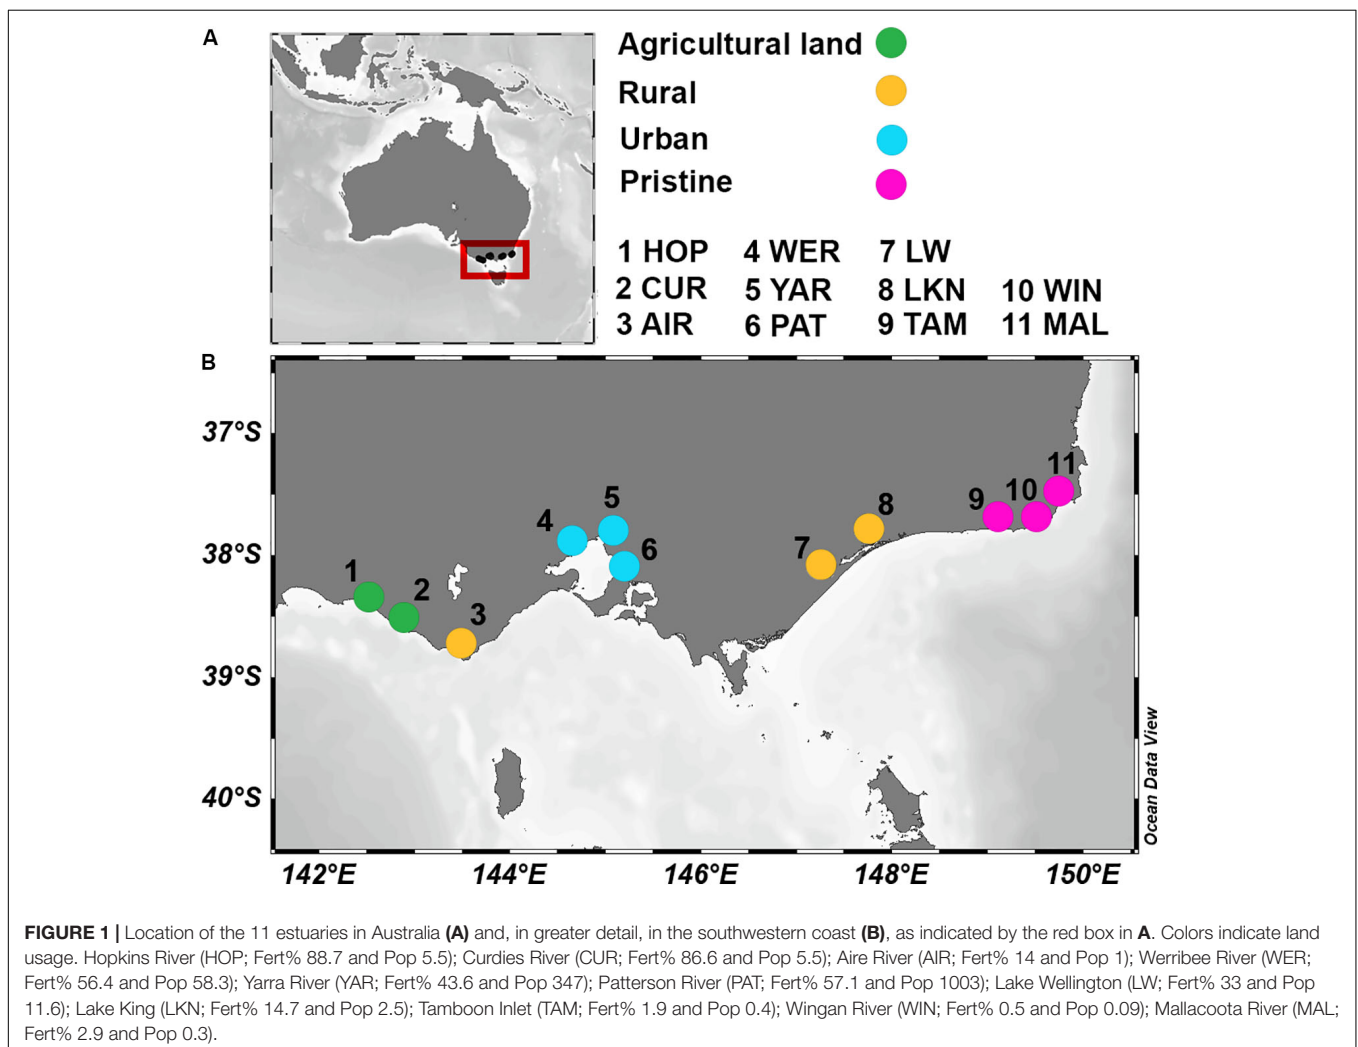 A
Agricultural land
Rural
Urban
Pristine
1 HOP 4 WER 7 LW
2 CUR 5 YAR 8 LKN 10 WIN
3 AIR 6 PAT 9 TAM 11 MAL
B
37°S
38°S
39°S
40°S
1
2
3
4
5
6
7
8
9
10
11
142°E 144°E 146°E 148°E 150°E
Ocean Data View
FIGURE 1 | Location of the 11 estuaries in Australia (A) and, in greater detail, in the southwestern coast (B), as indicated by the red box in A. Colors indicate land
usage. Hopkins River (HOP; Fert% 88.7 and Pop 5.5); Curdies River (CUR; Fert% 86.6 and Pop 5.5); Aire River (AIR; Fert% 14 and Pop 1); Werribee River (WER;
Fert% 56.4 and Pop 58.3); Yarra River (YAR; Fert% 43.6 and Pop 347); Patterson River (PAT; Fert% 57.1 and Pop 1003); Lake Wellington (LW; Fert% 33 and Pop
11.6); Lake King (LKN; Fert% 14.7 and Pop 2.5); Tamboon Inlet (TAM; Fert% 1.9 and Pop 0.4); Wingan River (WIN; Fert% 0.5 and Pop 0.09); Mallacoota River (MAL;
Fert% 2.9 and Pop 0.3).